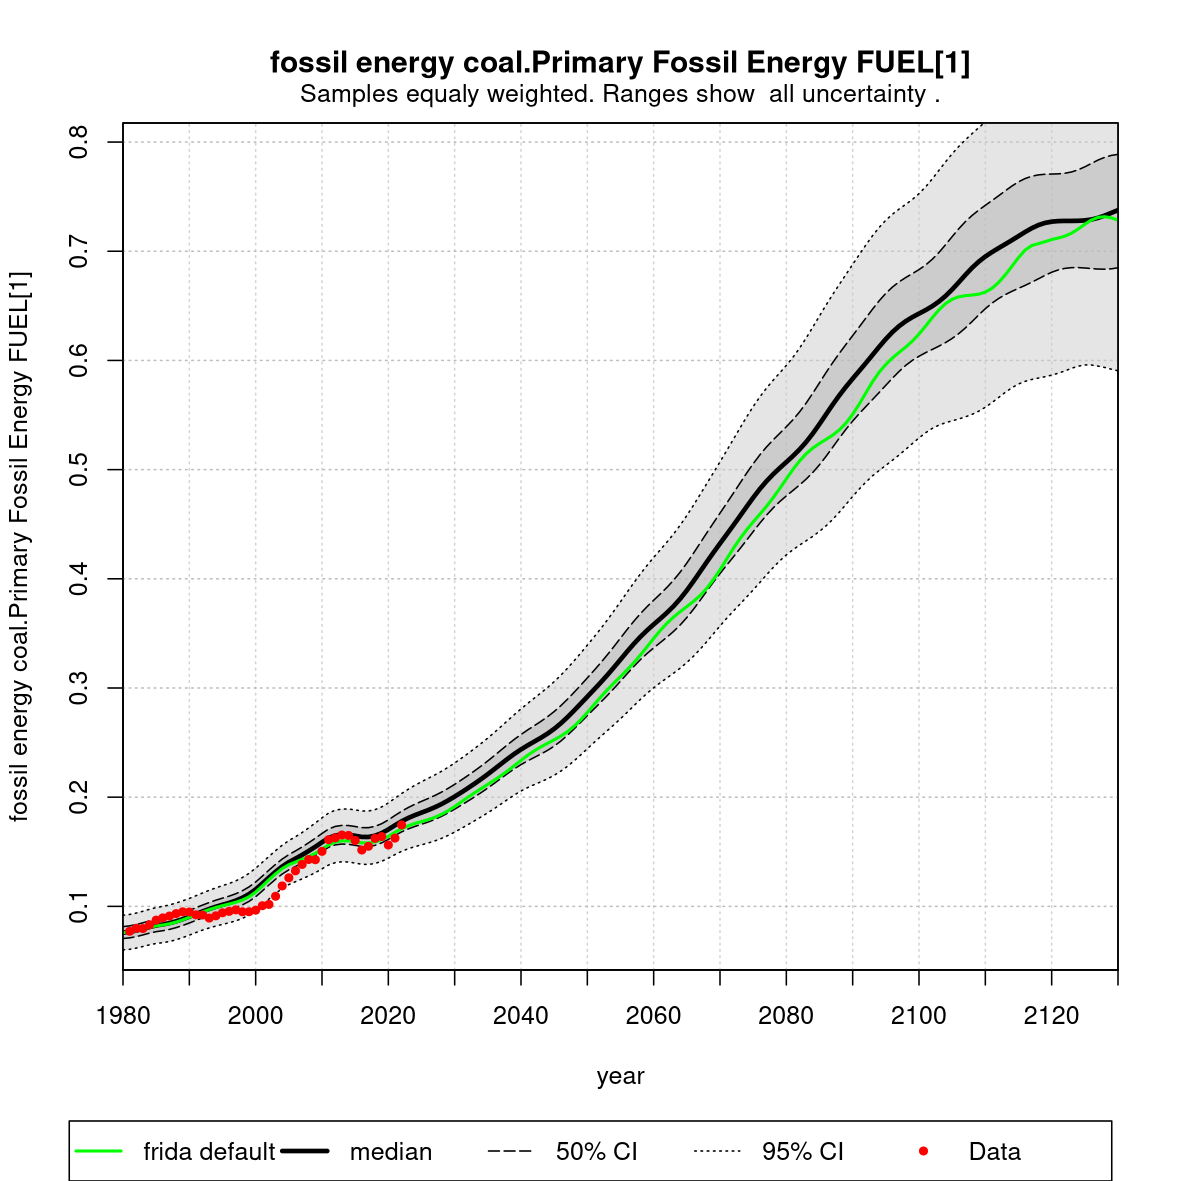 fossil energy coal.Primary Fossil Energy FUEL[1]
Samples equaly weighted. Ranges show  all uncertainty .
fossil energy coal.Primary Fossil Energy FUEL[1]
0.8
0.7
0.6
0.5
0.4
0.3
0.2
0.1
1980 2000 2020 2040 2060 2080 2100 2120
year
frida default median 50% CI 95% CI Data